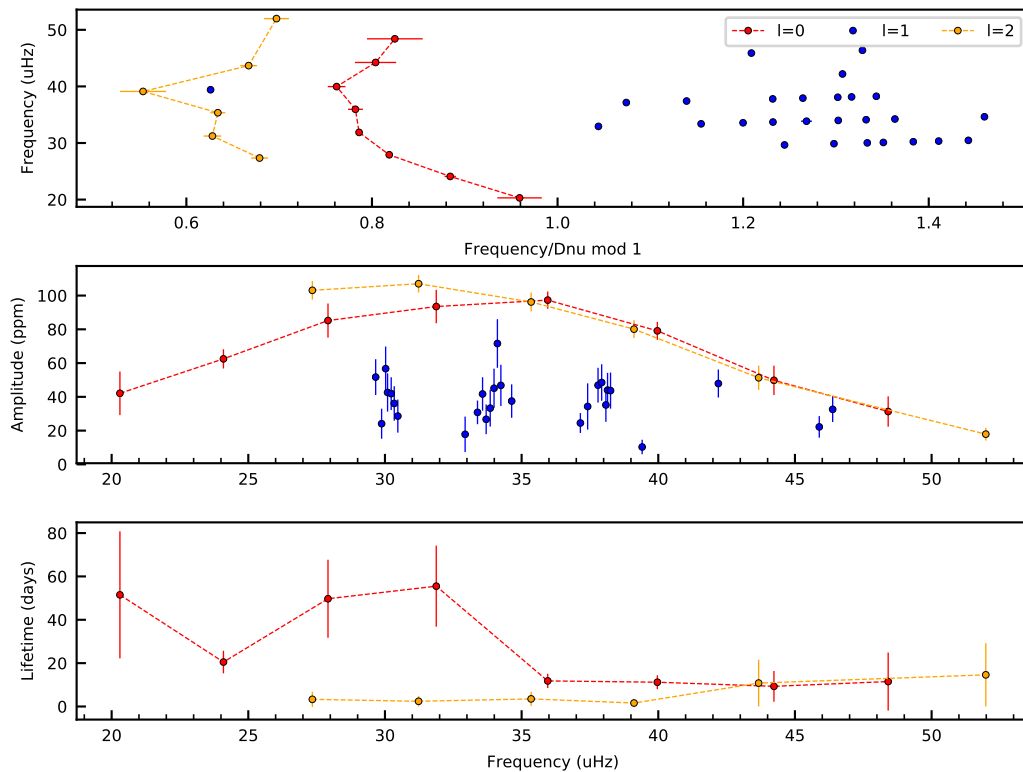 l=0 l=1 l=2
50
40
30
20
Frequency (uHz)
0.6 0.8 1.0 1.2 1.4
Frequency/Dnu mod 1
100
80
60
40
20
0
Amplitude (ppm)
20 25 30 35 40 45 50
80
60
40
20
0
Lifetime (days)
20 25 30 35 40 45 50
Frequency (uHz)